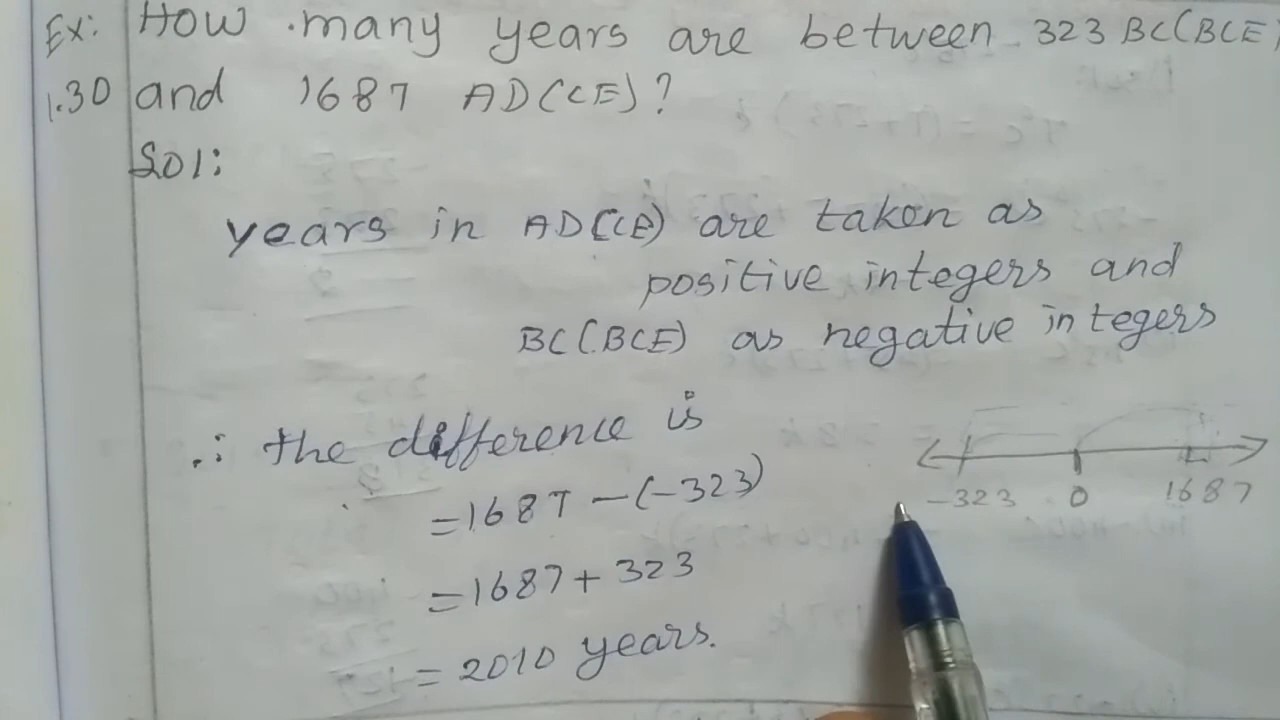 Ex: How many years are between 323 BC(BCE)
1.30 and 1687 AD(CE)?
Sol:
years in AD(CE) are taken as
positive integers and
BC(BCE) as negative integers
∴ the difference is
=1687-(-323)
-323 0 1687
=1687+323
=2010 years.